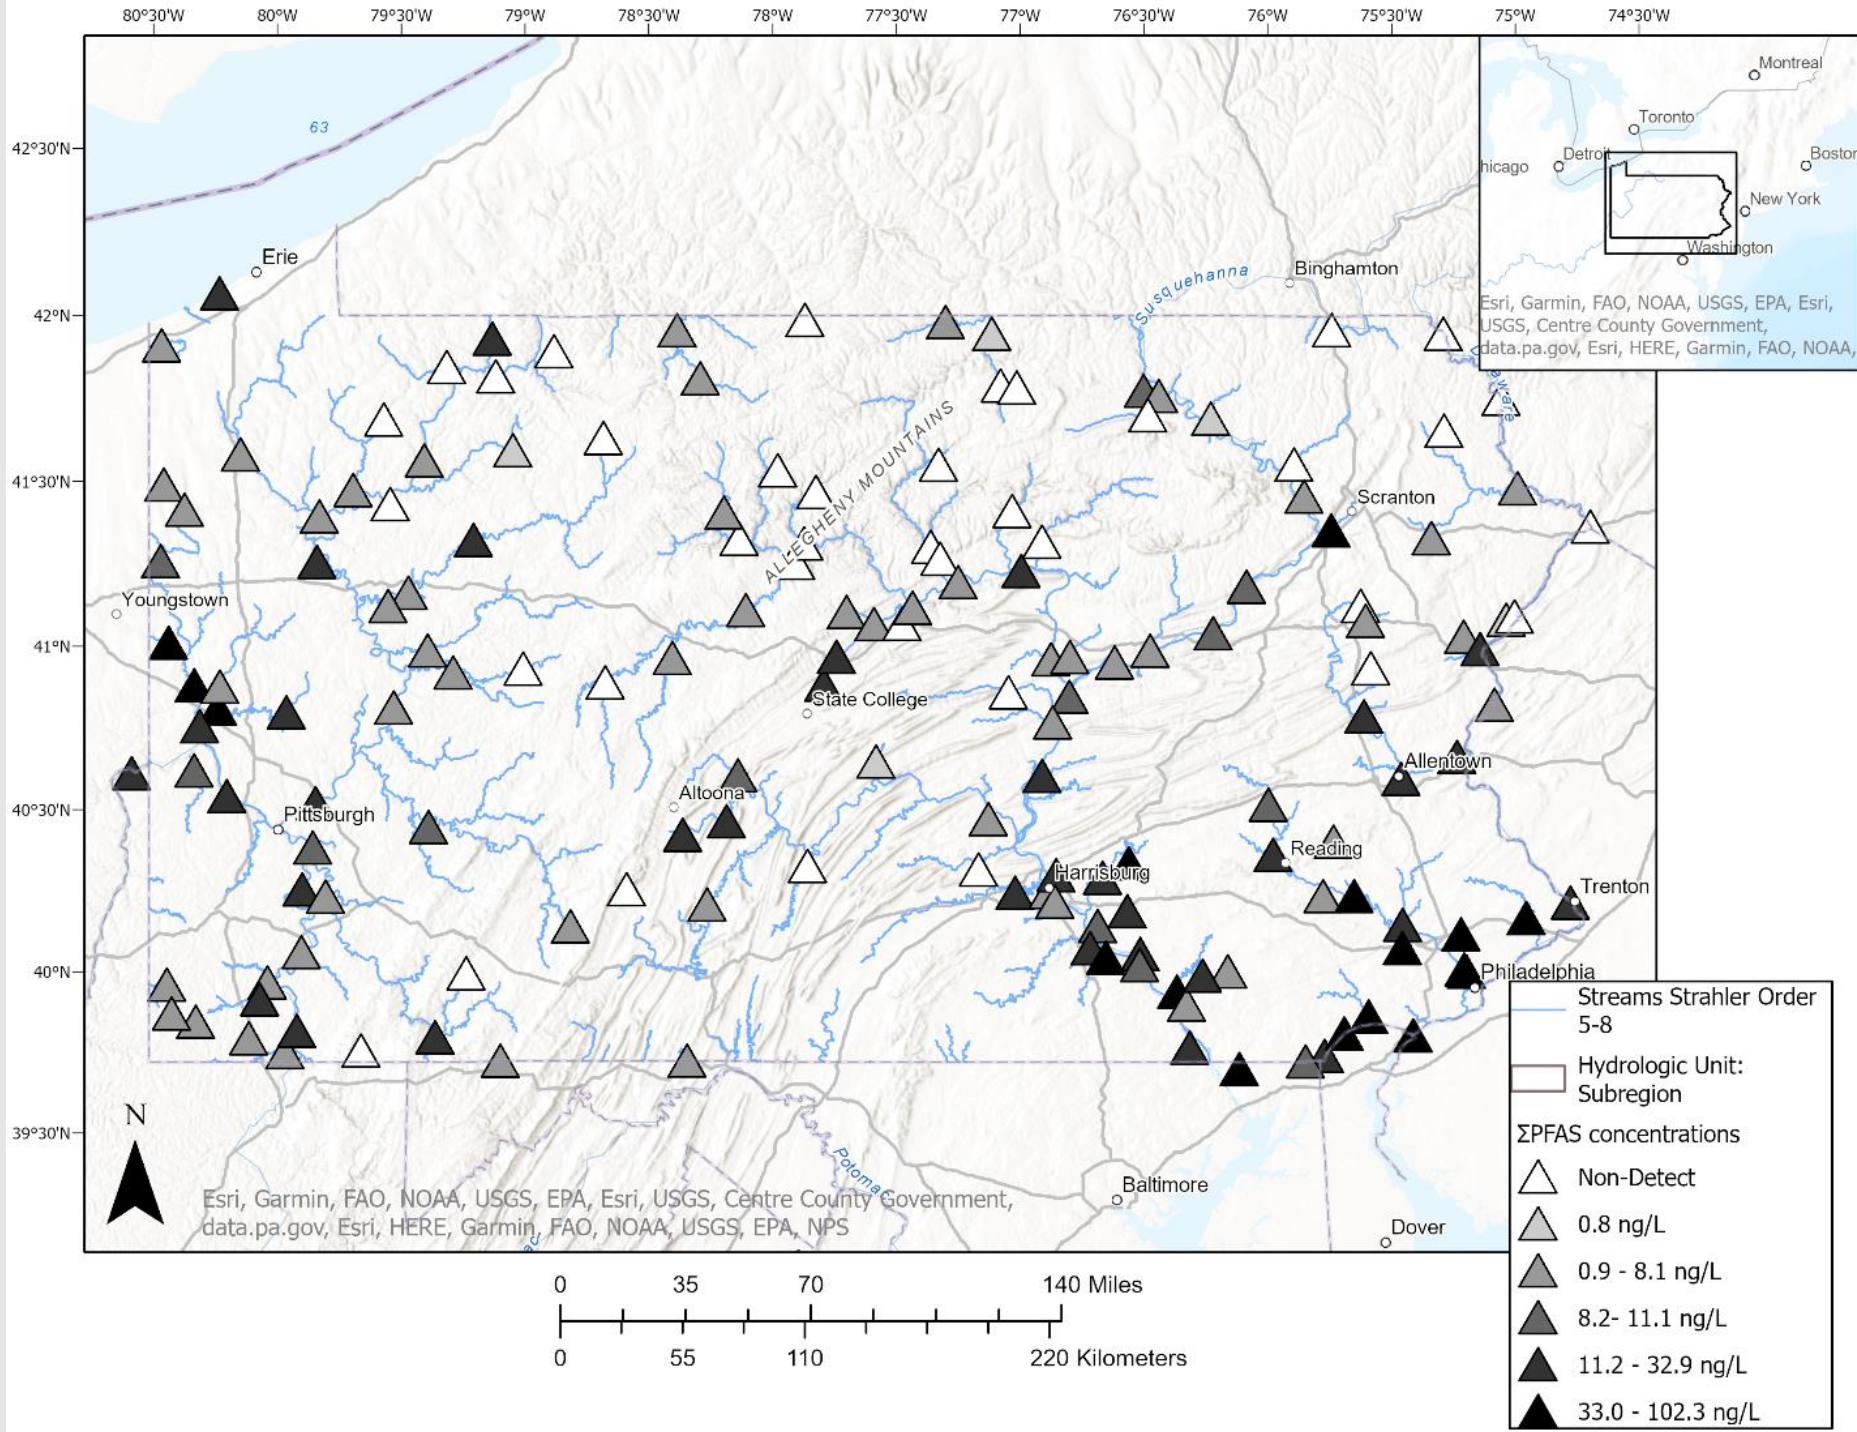 80°30'W 80°W 79°30'W 79°W 78°30'W 78°W 77°30'W 77°W 76°30'W 76°W 75°30'W 75°W 74°30'W
42°30'N
42°N
41°30'N
41°N
40°30'N
40°N
39°30'N
63
Erie
Susquehanna
Binghamton
Montreal
Toronto
Detroit
hicago
Boston
New York
Washington
Esri, Garmin, FAO, NOAA, USGS, EPA, Esri,
USGS, Centre County Government,
data.pa.gov, Esri, HERE, Garmin, FAO, NOAA,
ALLEGHENY MOUNTAINS
Scranton
Youngstown
State College
Allentown
Altoona
Pittsburgh
Reading
Harrisburg
Trenton
Philadelphia
N
Potomac
Baltimore
Dover
Esri, Garmin, FAO, NOAA, USGS, EPA, Esri, USGS, Centre County Government,
data.pa.gov, Esri, HERE, Garmin, FAO, NOAA, USGS, EPA, NPS
Streams Strahler Order
5-8
Hydrologic Unit:
Subregion
ΣPFAS concentrations
Non-Detect
0.8 ng/L
0.9 - 8.1 ng/L
8.2- 11.1 ng/L
11.2 - 32.9 ng/L
33.0 - 102.3 ng/L
0 35 70 140 Miles
0 55 110 220 Kilometers